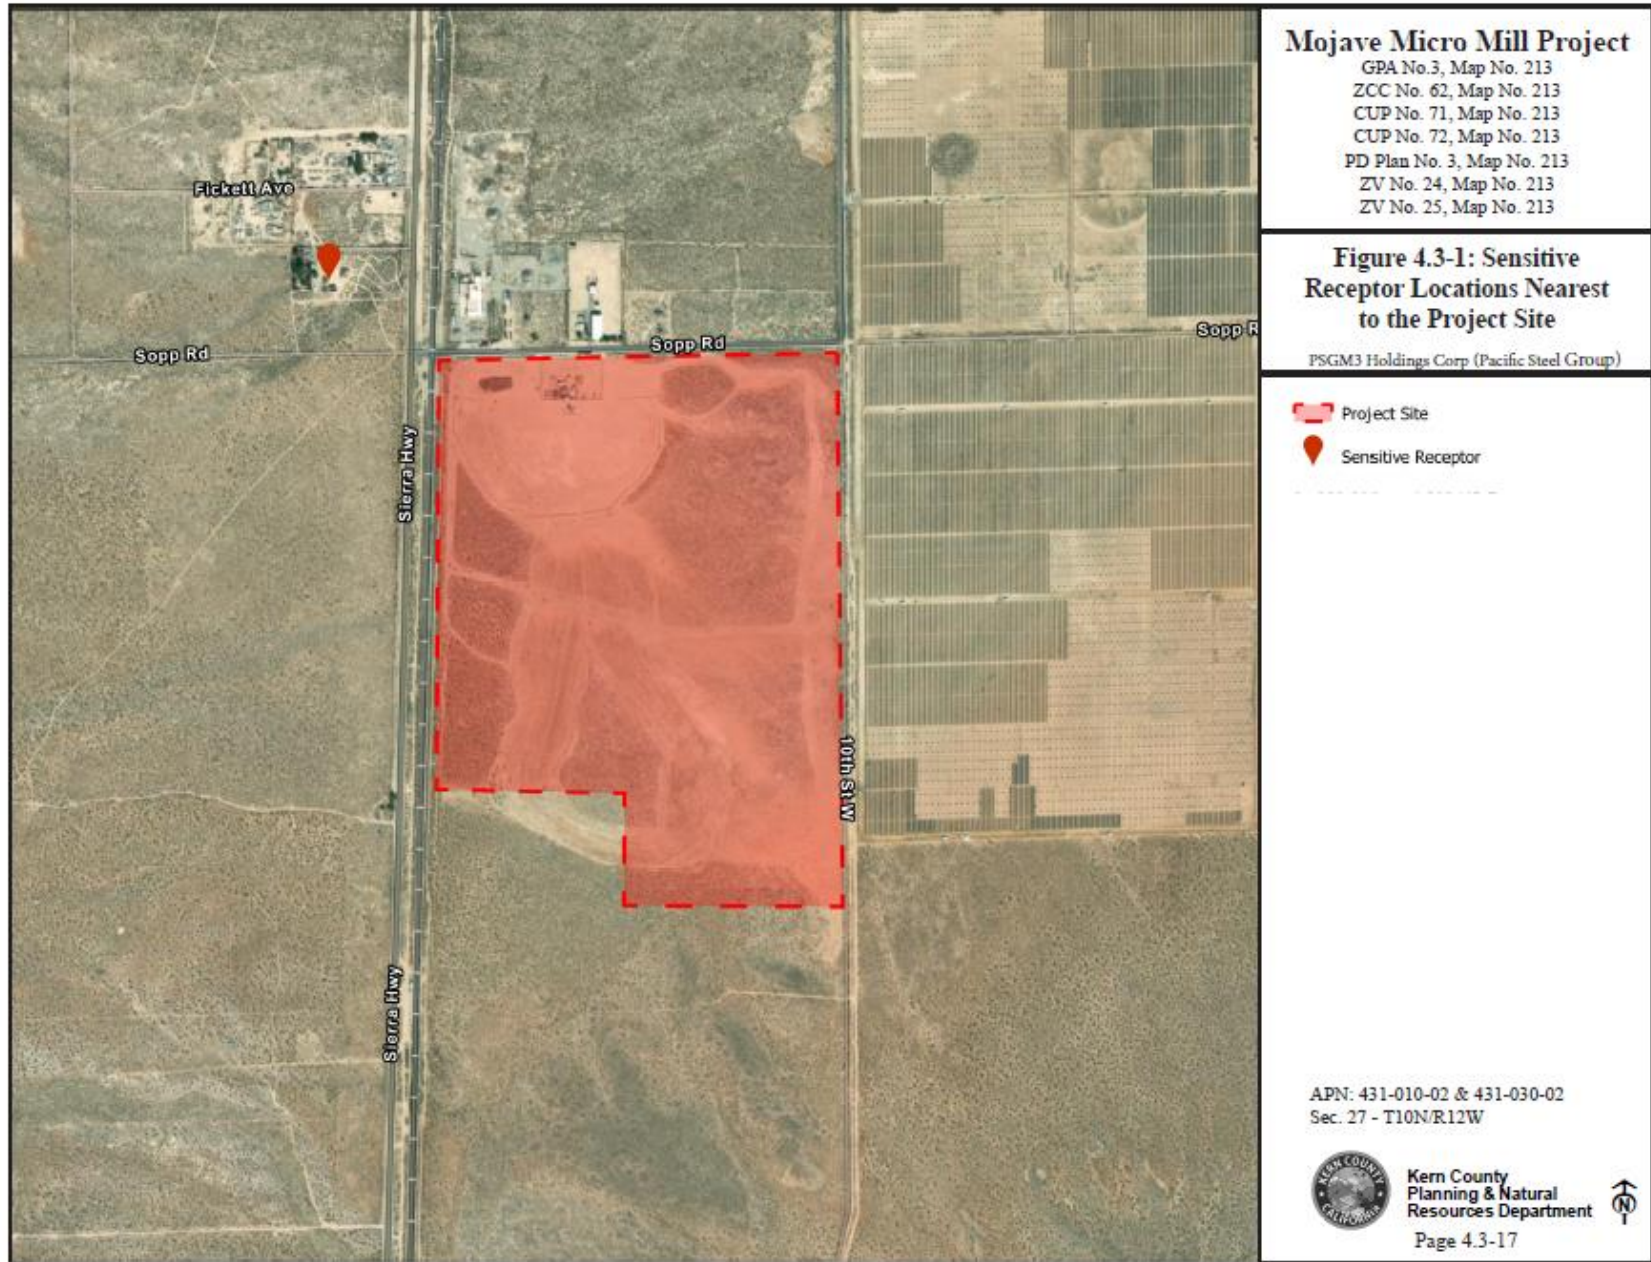 Mojave Micro Mill Project
GPA No.3, Map No. 213
ZCC No. 62, Map No. 213
CUP No. 71, Map No. 213
CUP No. 72, Map No. 213
PD Plan No. 3, Map No. 213
ZV No. 24, Map No. 213
ZV No. 25, Map No. 213
Figure 4.3-1: Sensitive
Receptor Locations Nearest
to the Project Site
PSGM3 Holdings Corp (Pacific Steel Group)
Project Site
Sensitive Receptor
Fickett Ave
Sopp Rd
Sopp Rd
Sopp R
Sierra Hwy
10th St W
Sierra Hwy
APN: 431-010-02 & 431-030-02
Sec. 27 - T10N/R12W
KERN COUNTY
CALIFORNIA
Kern County
Planning & Natural
Resources Department
N
Page 4.3-17